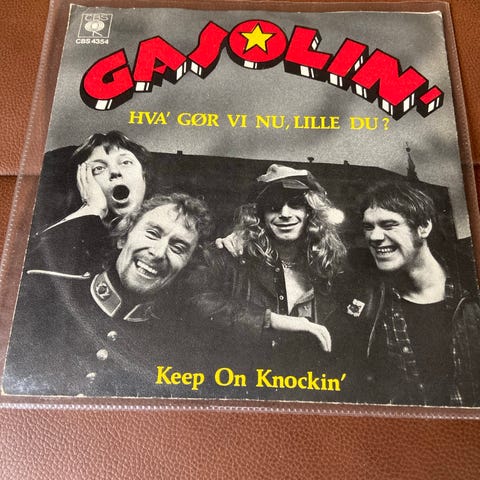 CBS
CBS 4354
GASOLIN'
HVA' GØR VI NU, LILLE DU?
Keep On Knockin'